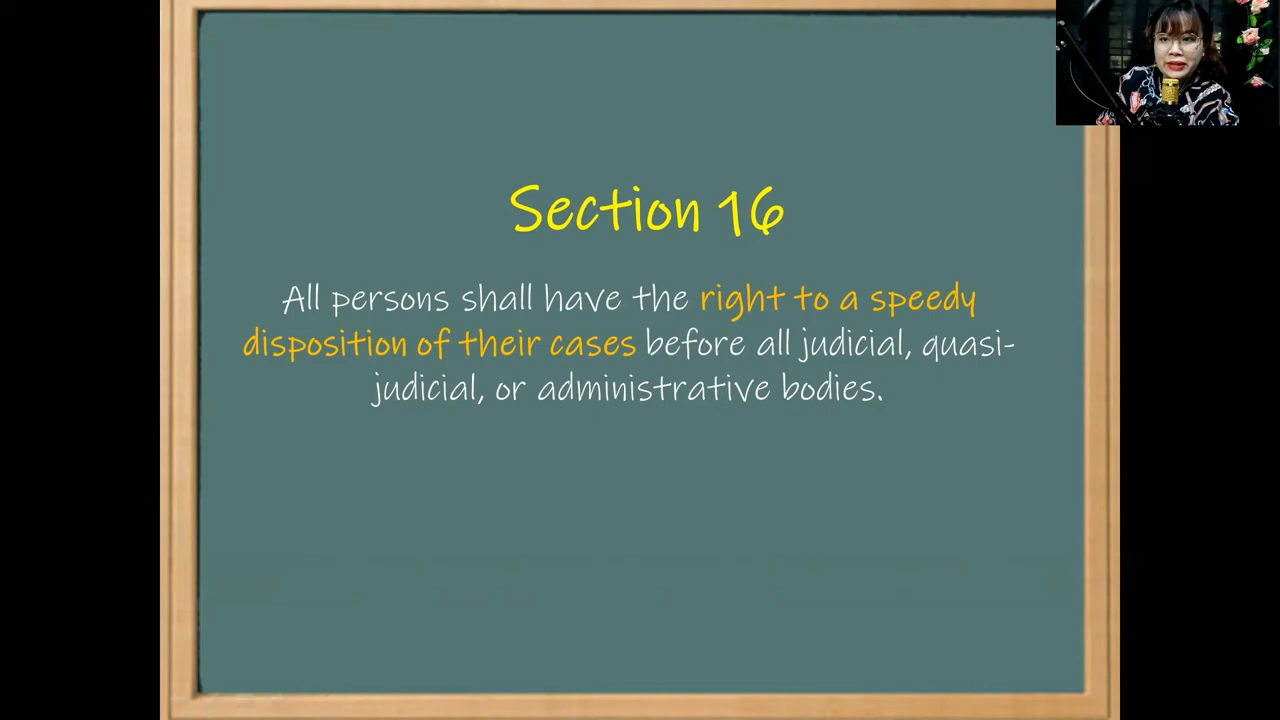 Section 16
All persons shall have the right to a speedy
disposition of their cases before all judicial, quasi-
judicial, or administrative bodies.